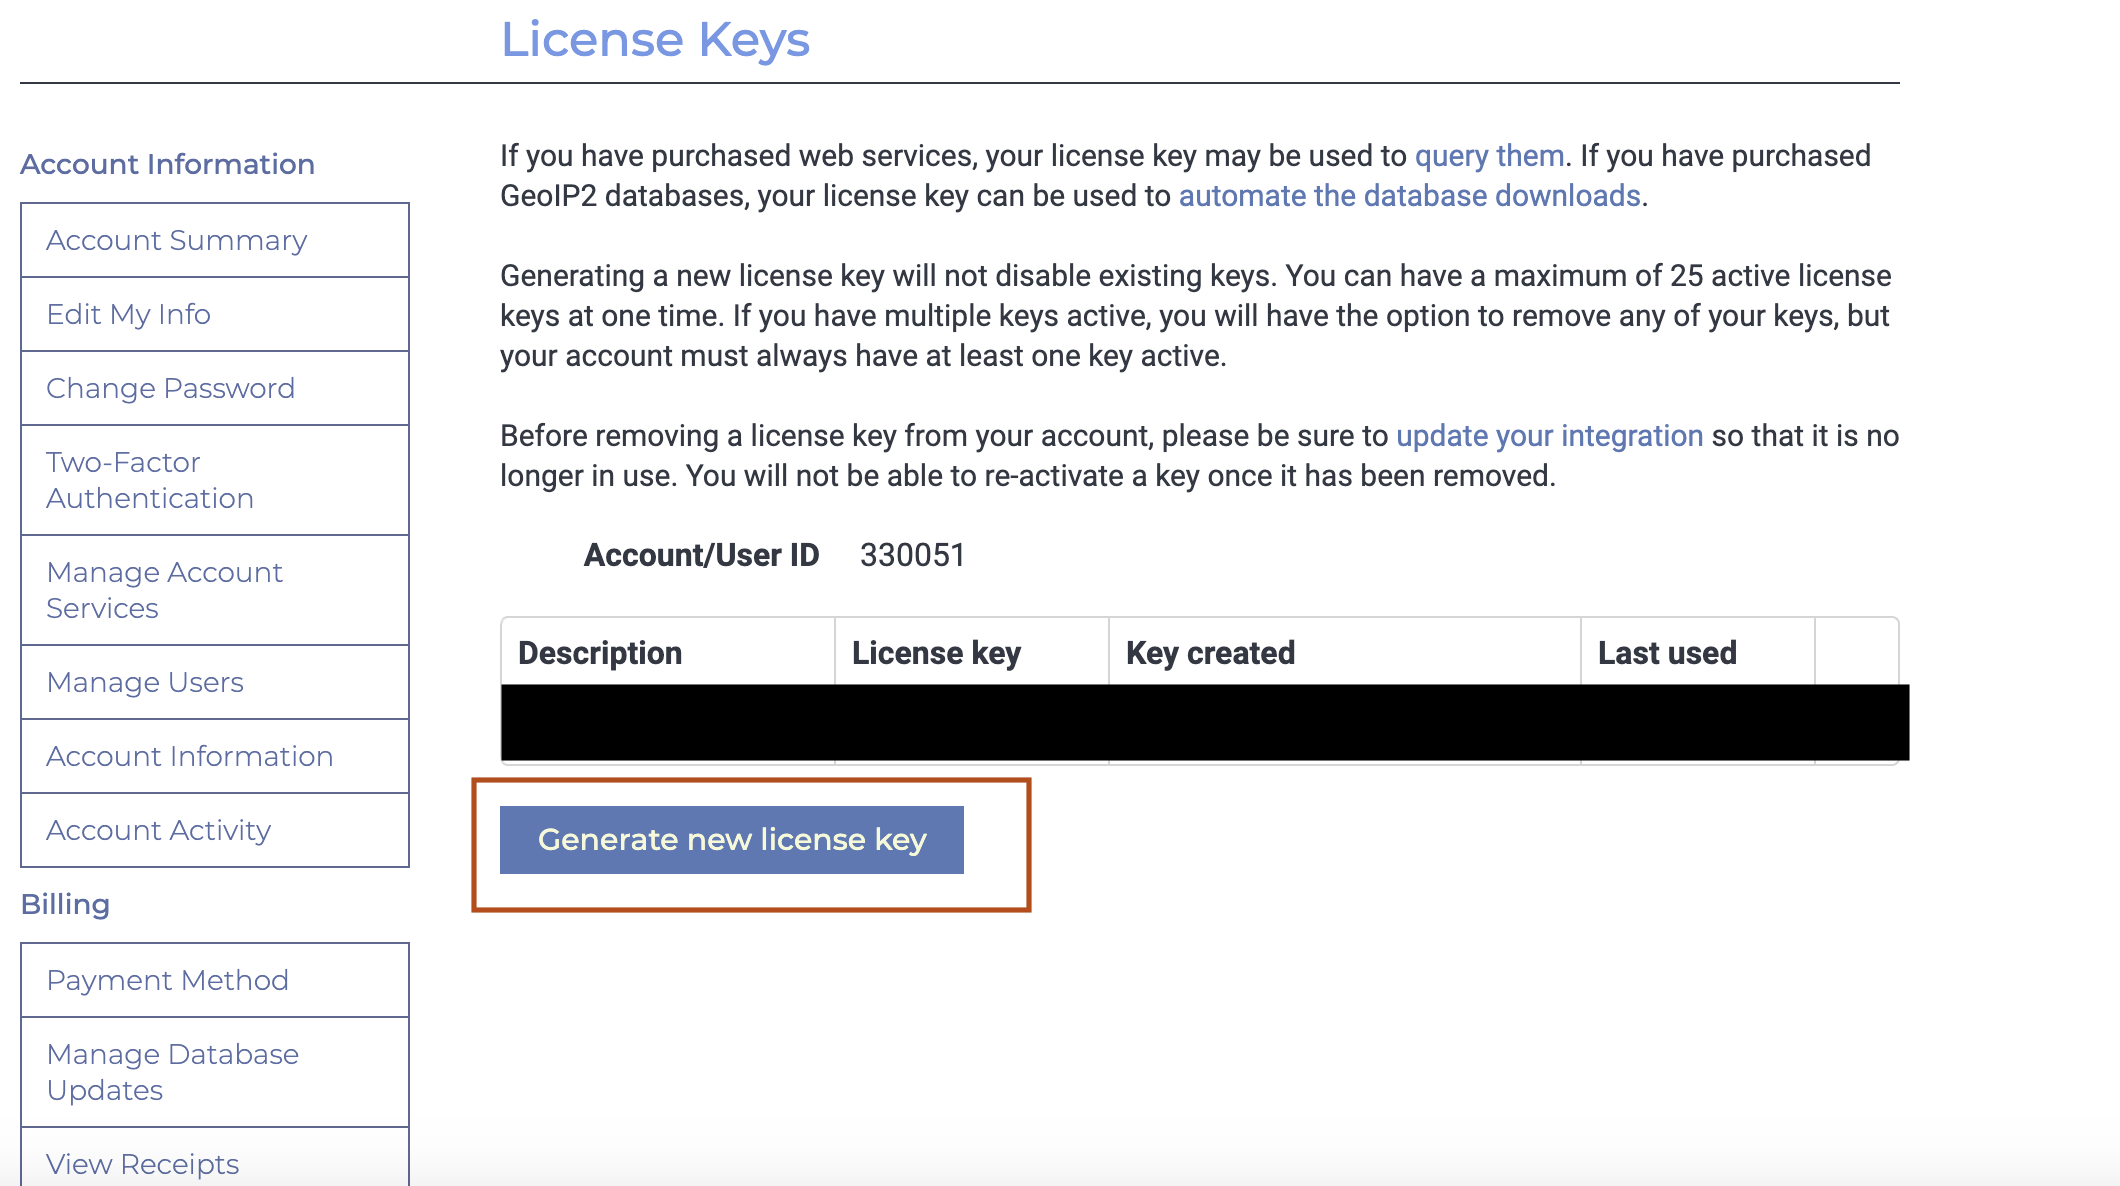 License Keys
Account Information
Account Summary
Edit My Info
Change Password
Two-Factor
Authentication
Manage Account
Services
Manage Users
Account Information
Account Activity
Billing
Payment Method
Manage Database
Updates
View Receipts
If you have purchased web services, your license key may be used to query them. If you have purchased
GeoIP2 databases, your license key can be used to automate the database downloads.
Generating a new license key will not disable existing keys. You can have a maximum of 25 active license
keys at one time. If you have multiple keys active, you will have the option to remove any of your keys, but
your account must always have at least one key active.
Before removing a license key from your account, please be sure to update your integration so that it is no
longer in use. You will not be able to re-activate a key once it has been removed.
Account/User ID 330051
Description License key Key created Last used
Generate new license key